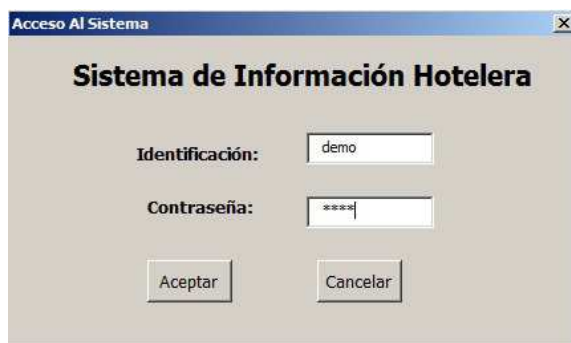 Acceso Al Sistema
Sistema de Información Hotelera
Identificación: demo
Contraseña: ****
Aceptar Cancelar